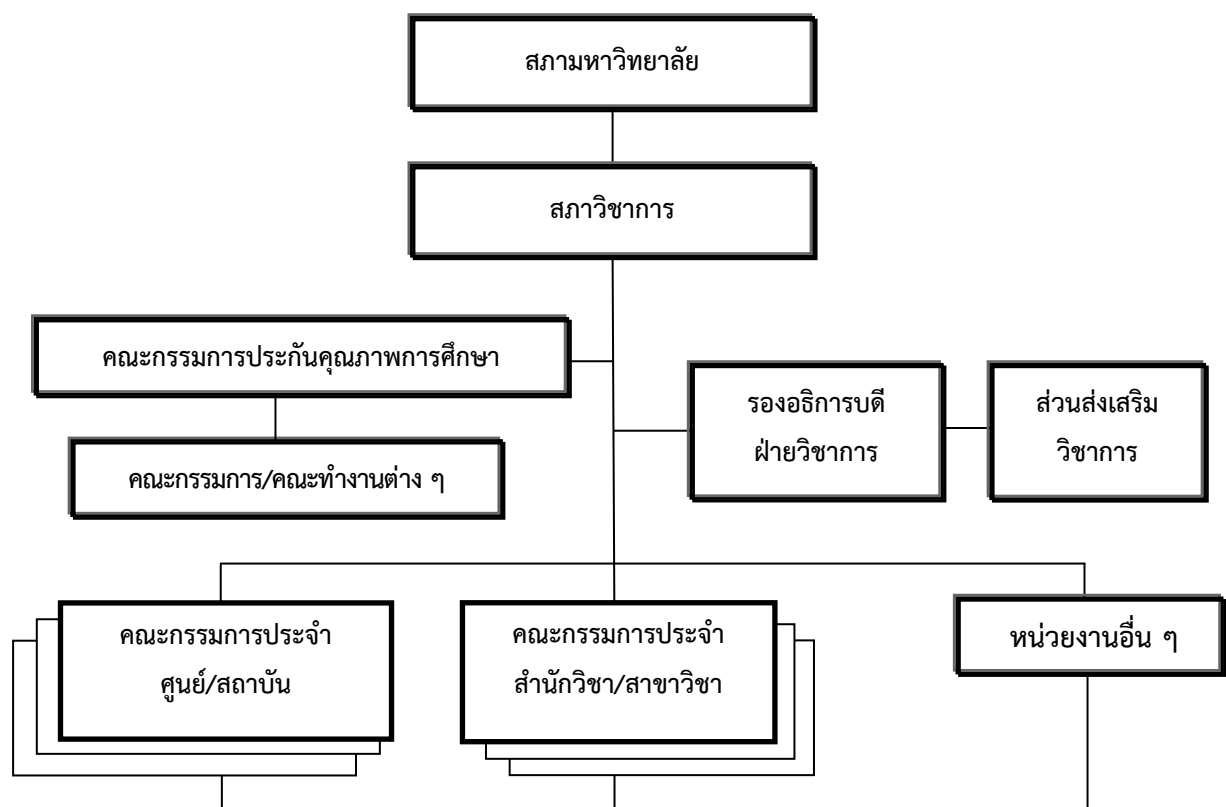 สภามหาวิทยาลัย
สภาวิชาการ
คณะกรรมการประกันคุณภาพการศึกษา
คณะกรรมการ/คณะทำงานต่าง ๆ
รองอธิการบดี
ฝ่ายวิชาการ
ส่วนส่งเสริม
วิชาการ
คณะกรรมการประจำ
ศูนย์/สถาบัน
คณะกรรมการประจำ
สำนักวิชา/สาขาวิชา
หน่วยงานอื่น ๆ